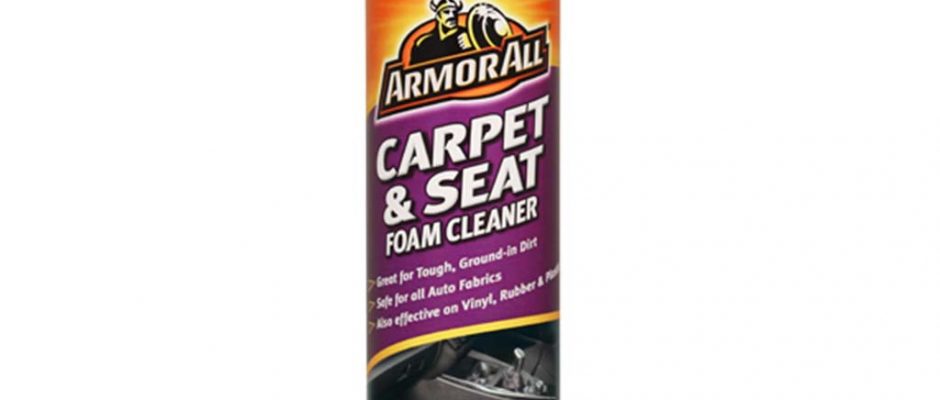 ARMORALL
CARPET
& SEAT
FOAM CLEANER
Great for Tough, Ground-in Dirt
Safe for all Auto Fabrics
Also effective on Vinyl, Rubber &